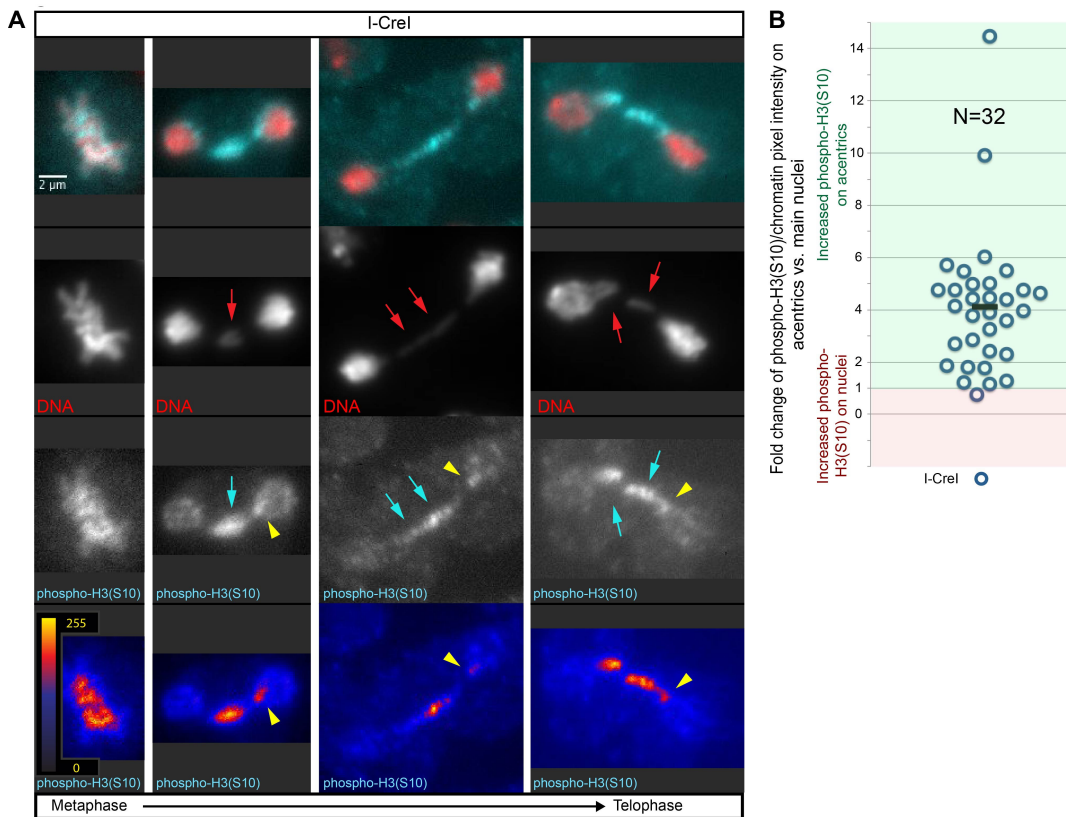 A
I-CreI
2 µm
DNA
DNA
DNA
phospho-H3(S10)
phospho-H3(S10)
phospho-H3(S10)
phospho-H3(S10)
255
0
phospho-H3(S10)
phospho-H3(S10)
phospho-H3(S10)
phospho-H3(S10)
Metaphase
Telophase
B
Fold change of phospho-H3(S10)/chromatin pixel intensity on
acentrics vs. main nuclei
Increased phospho-H3(S10)
on acentrics
Increased phospho-
H3(S10) on nuclei
14
12
10
8
6
4
2
1
0
N=32
I-CreI